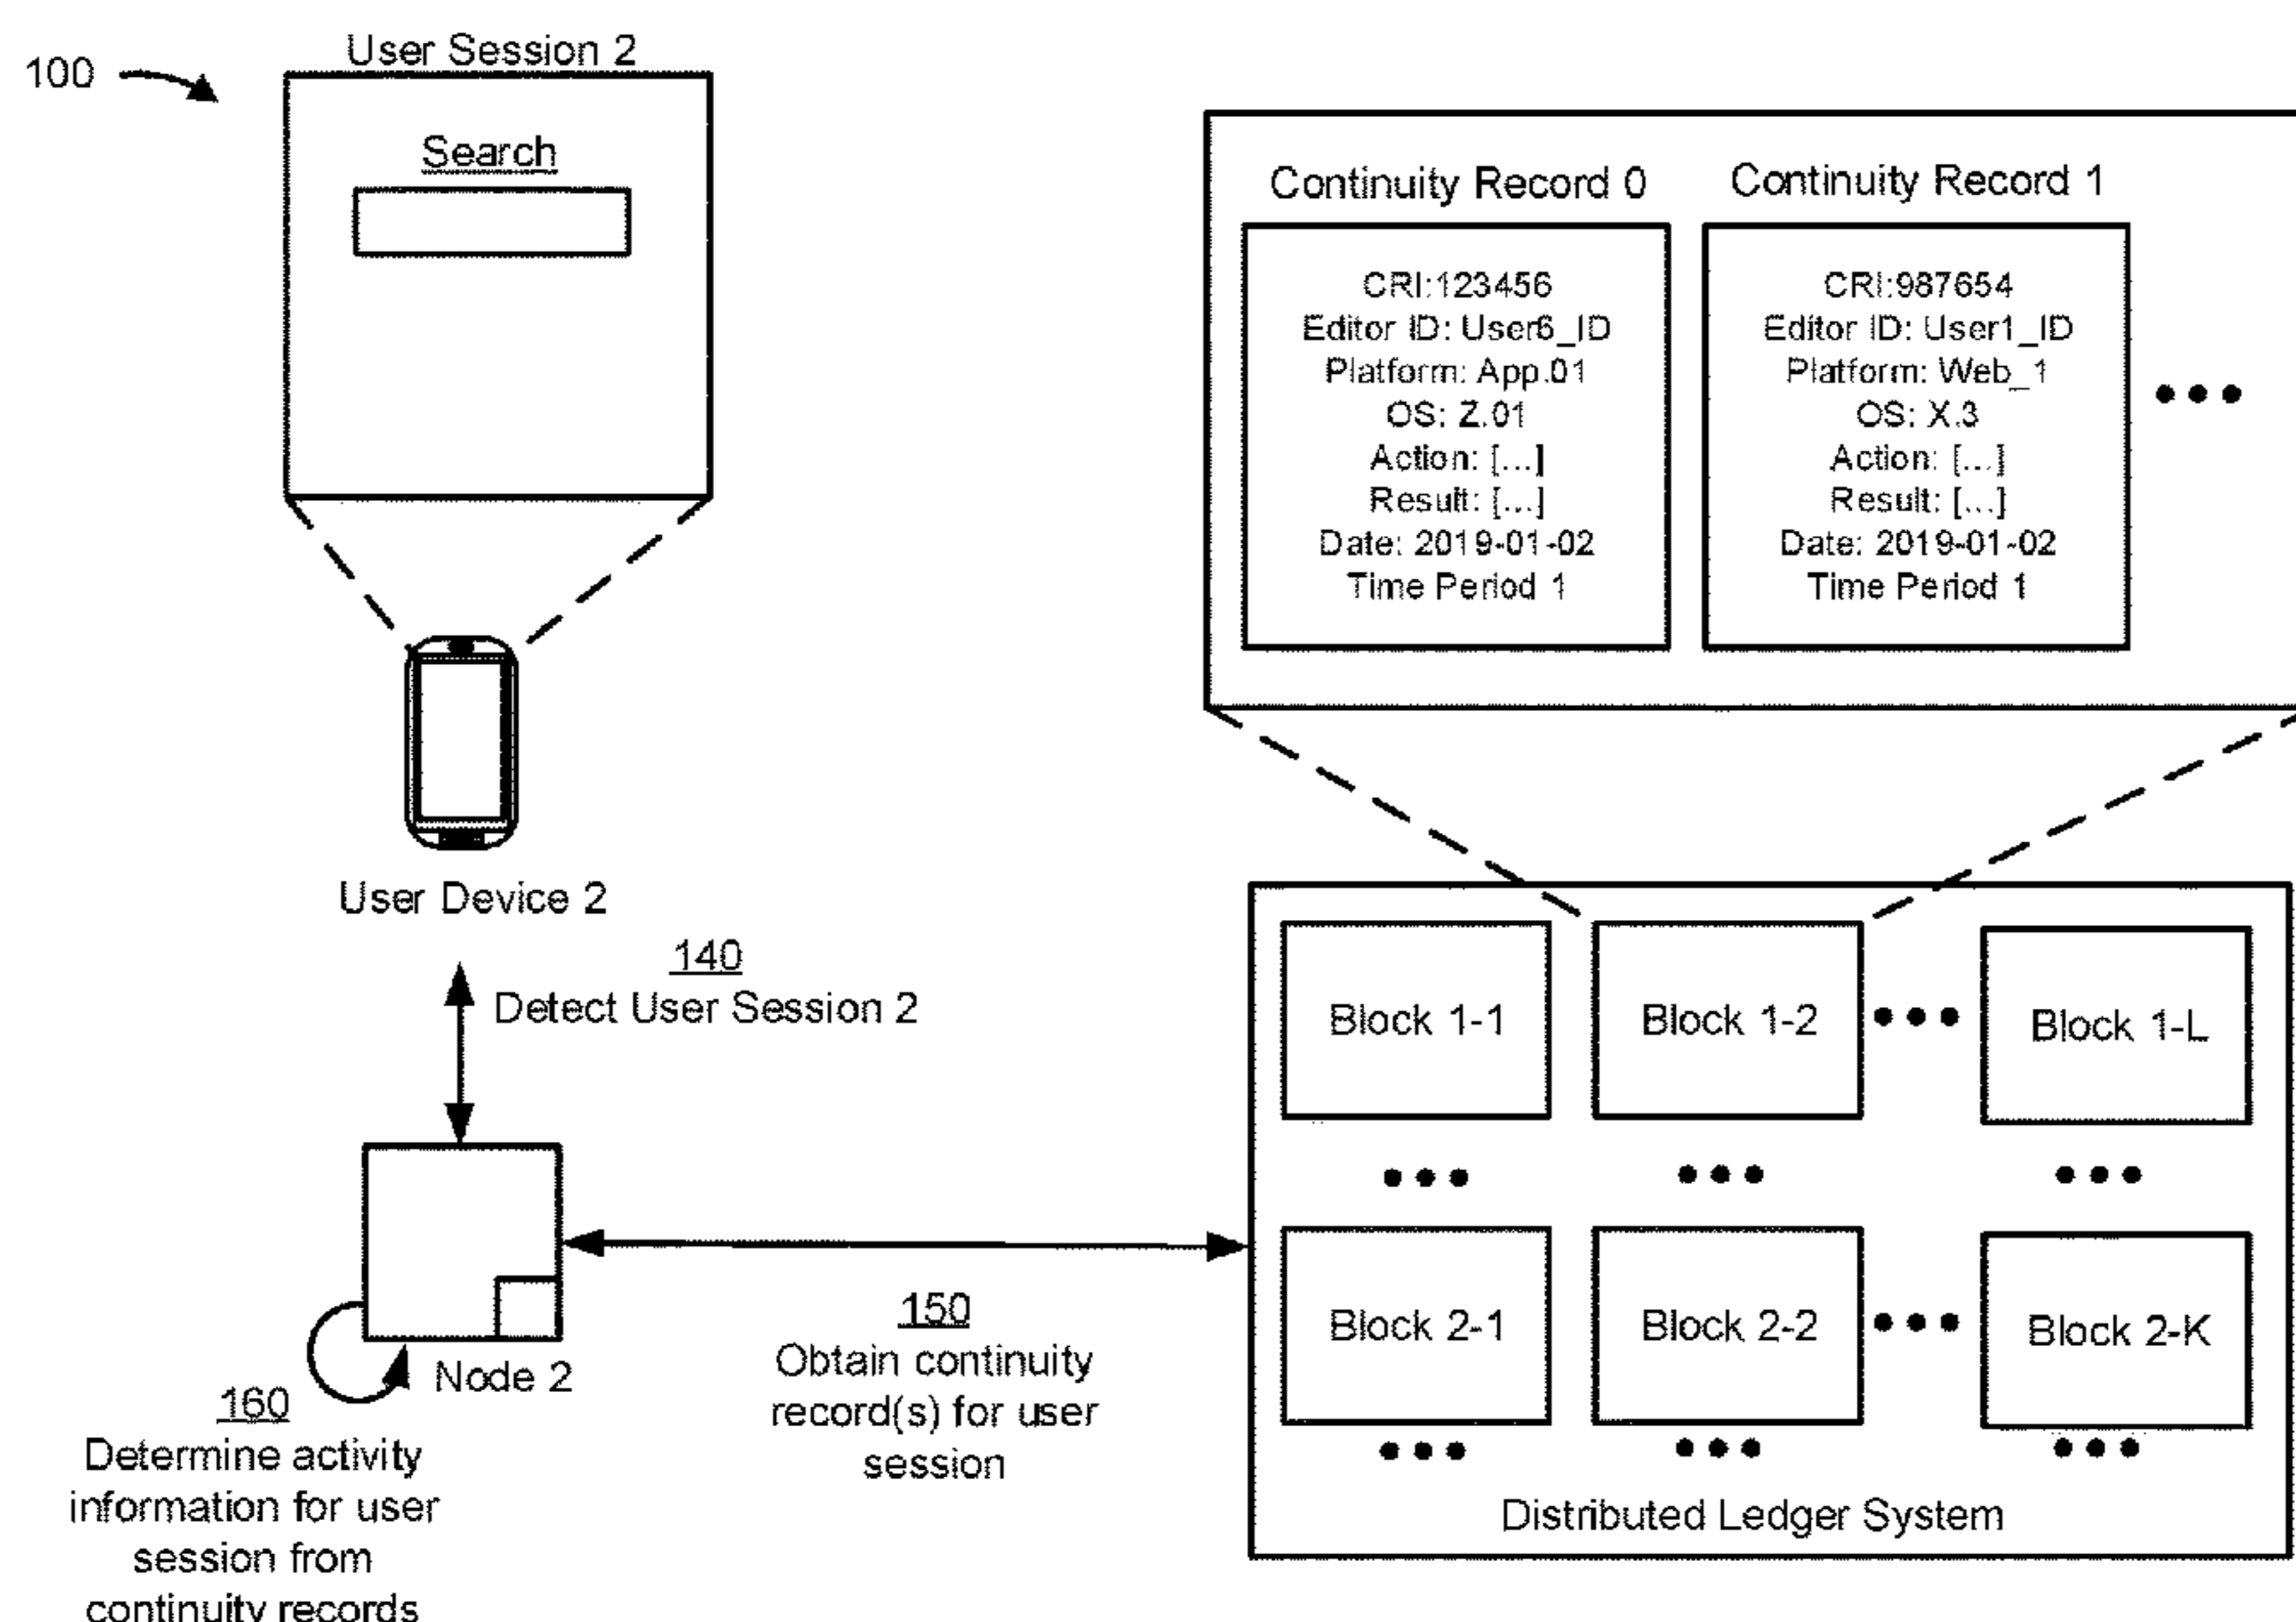 100
User Session 2
Search
User Device 2
140
Detect User Session 2
Node 2
160
Determine activity
information for user
session from
continuity records
150
Obtain continuity
record(s) for user
session
Continuity Record 0
CRI:123456
Editor ID: User6_ID
Platform: App.01
OS: Z.01
Action: [...]
Result: [...]
Date: 2019-01-02
Time Period 1
Continuity Record 1
CRI:987654
Editor ID: User1_ID
Platform: Web_1
OS: X.3
Action: [...]
Result: [...]
Date: 2019-01-02
Time Period 1
Block 1-1
Block 1-2
Block 1-L
Block 2-1
Block 2-2
Block 2-K
Distributed Ledger System